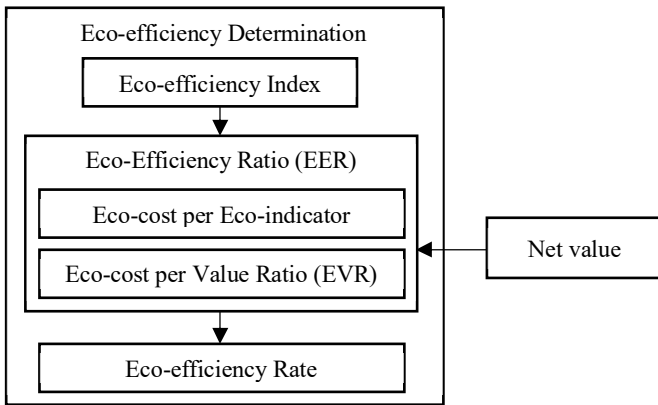 Eco-efficiency Determination
Eco-efficiency Index
Eco-Efficiency Ratio (EER)
Eco-cost per Eco-indicator
Eco-cost per Value Ratio (EVR)
Net value
Eco-efficiency Rate